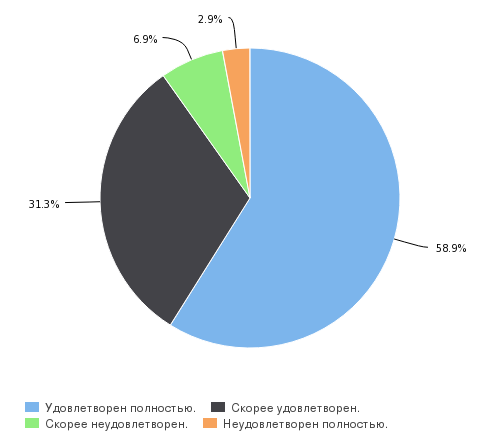 2.9%
6.9%
31.3%
58.9%
Удовлетворен полностью. Скорее удовлетворен.
Скорее неудовлетворен. Неудовлетворен полностью.